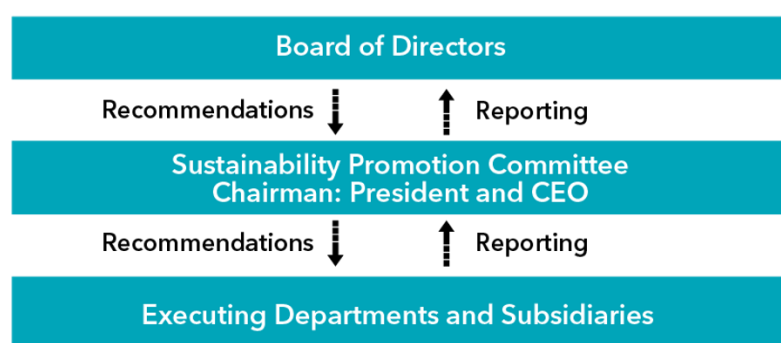 Board of Directors
Recommendations Reporting
Sustainability Promotion Committee
Chairman: President and CEO
Recommendations Reporting
Executing Departments and Subsidiaries